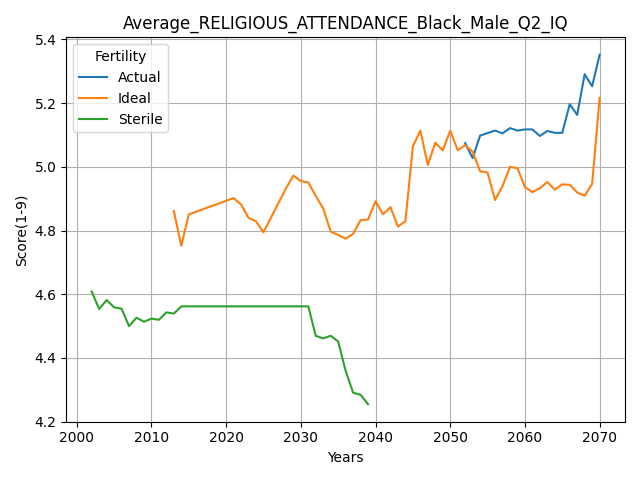 Average_RELIGIOUS_ATTENDANCE_Black_Male_Q2_IQ
Score(1-9)
5.4
5.2
5.0
4.8
4.6
4.4
4.2
Fertility
Actual
Ideal
Sterile
2000 2010 2020 2030 2040 2050 2060 2070
Years